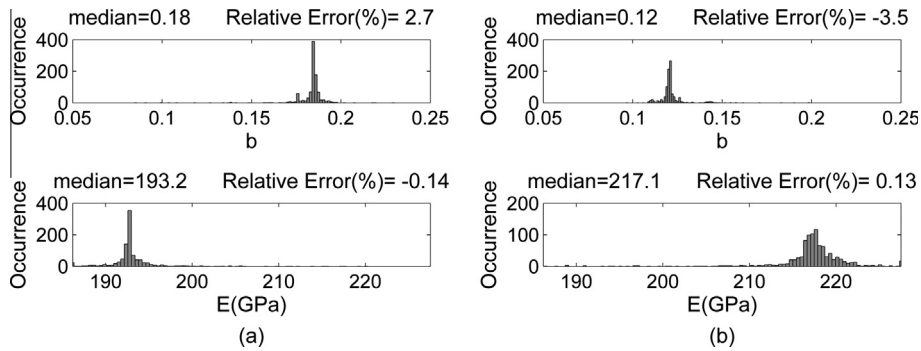 median=0.18 Relative Error(%)= 2.7
Occurrence
400
200
0
0.05 0.1 0.15 0.2 0.25
b
median=0.12 Relative Error(%)= -3.5
Occurrence
400
200
0
0.05 0.1 0.15 0.2 0.25
b
median=193.2 Relative Error(%)= -0.14
Occurrence
400
200
0
190 200 210 220
E(GPa)
(a)
median=217.1 Relative Error(%)= 0.13
Occurrence
200
100
0
190 200 210 220
E(GPa)
(b)